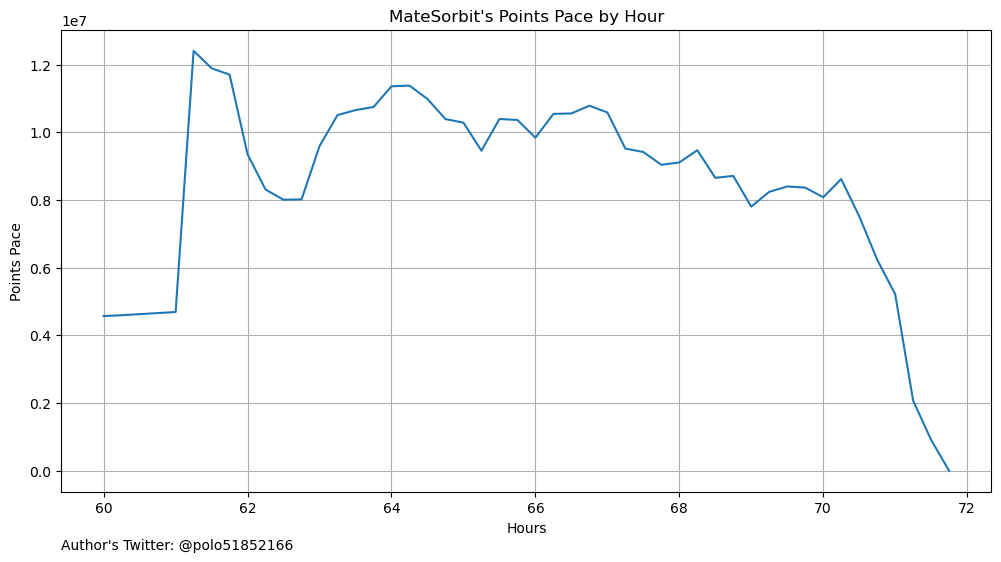 MateSorbit's Points Pace by Hour
1e7
1.2
1.0
0.8
0.6
0.4
0.2
0.0
Points Pace
60 62 64 66 68 70 72
Hours
Author's Twitter: @polo51852166